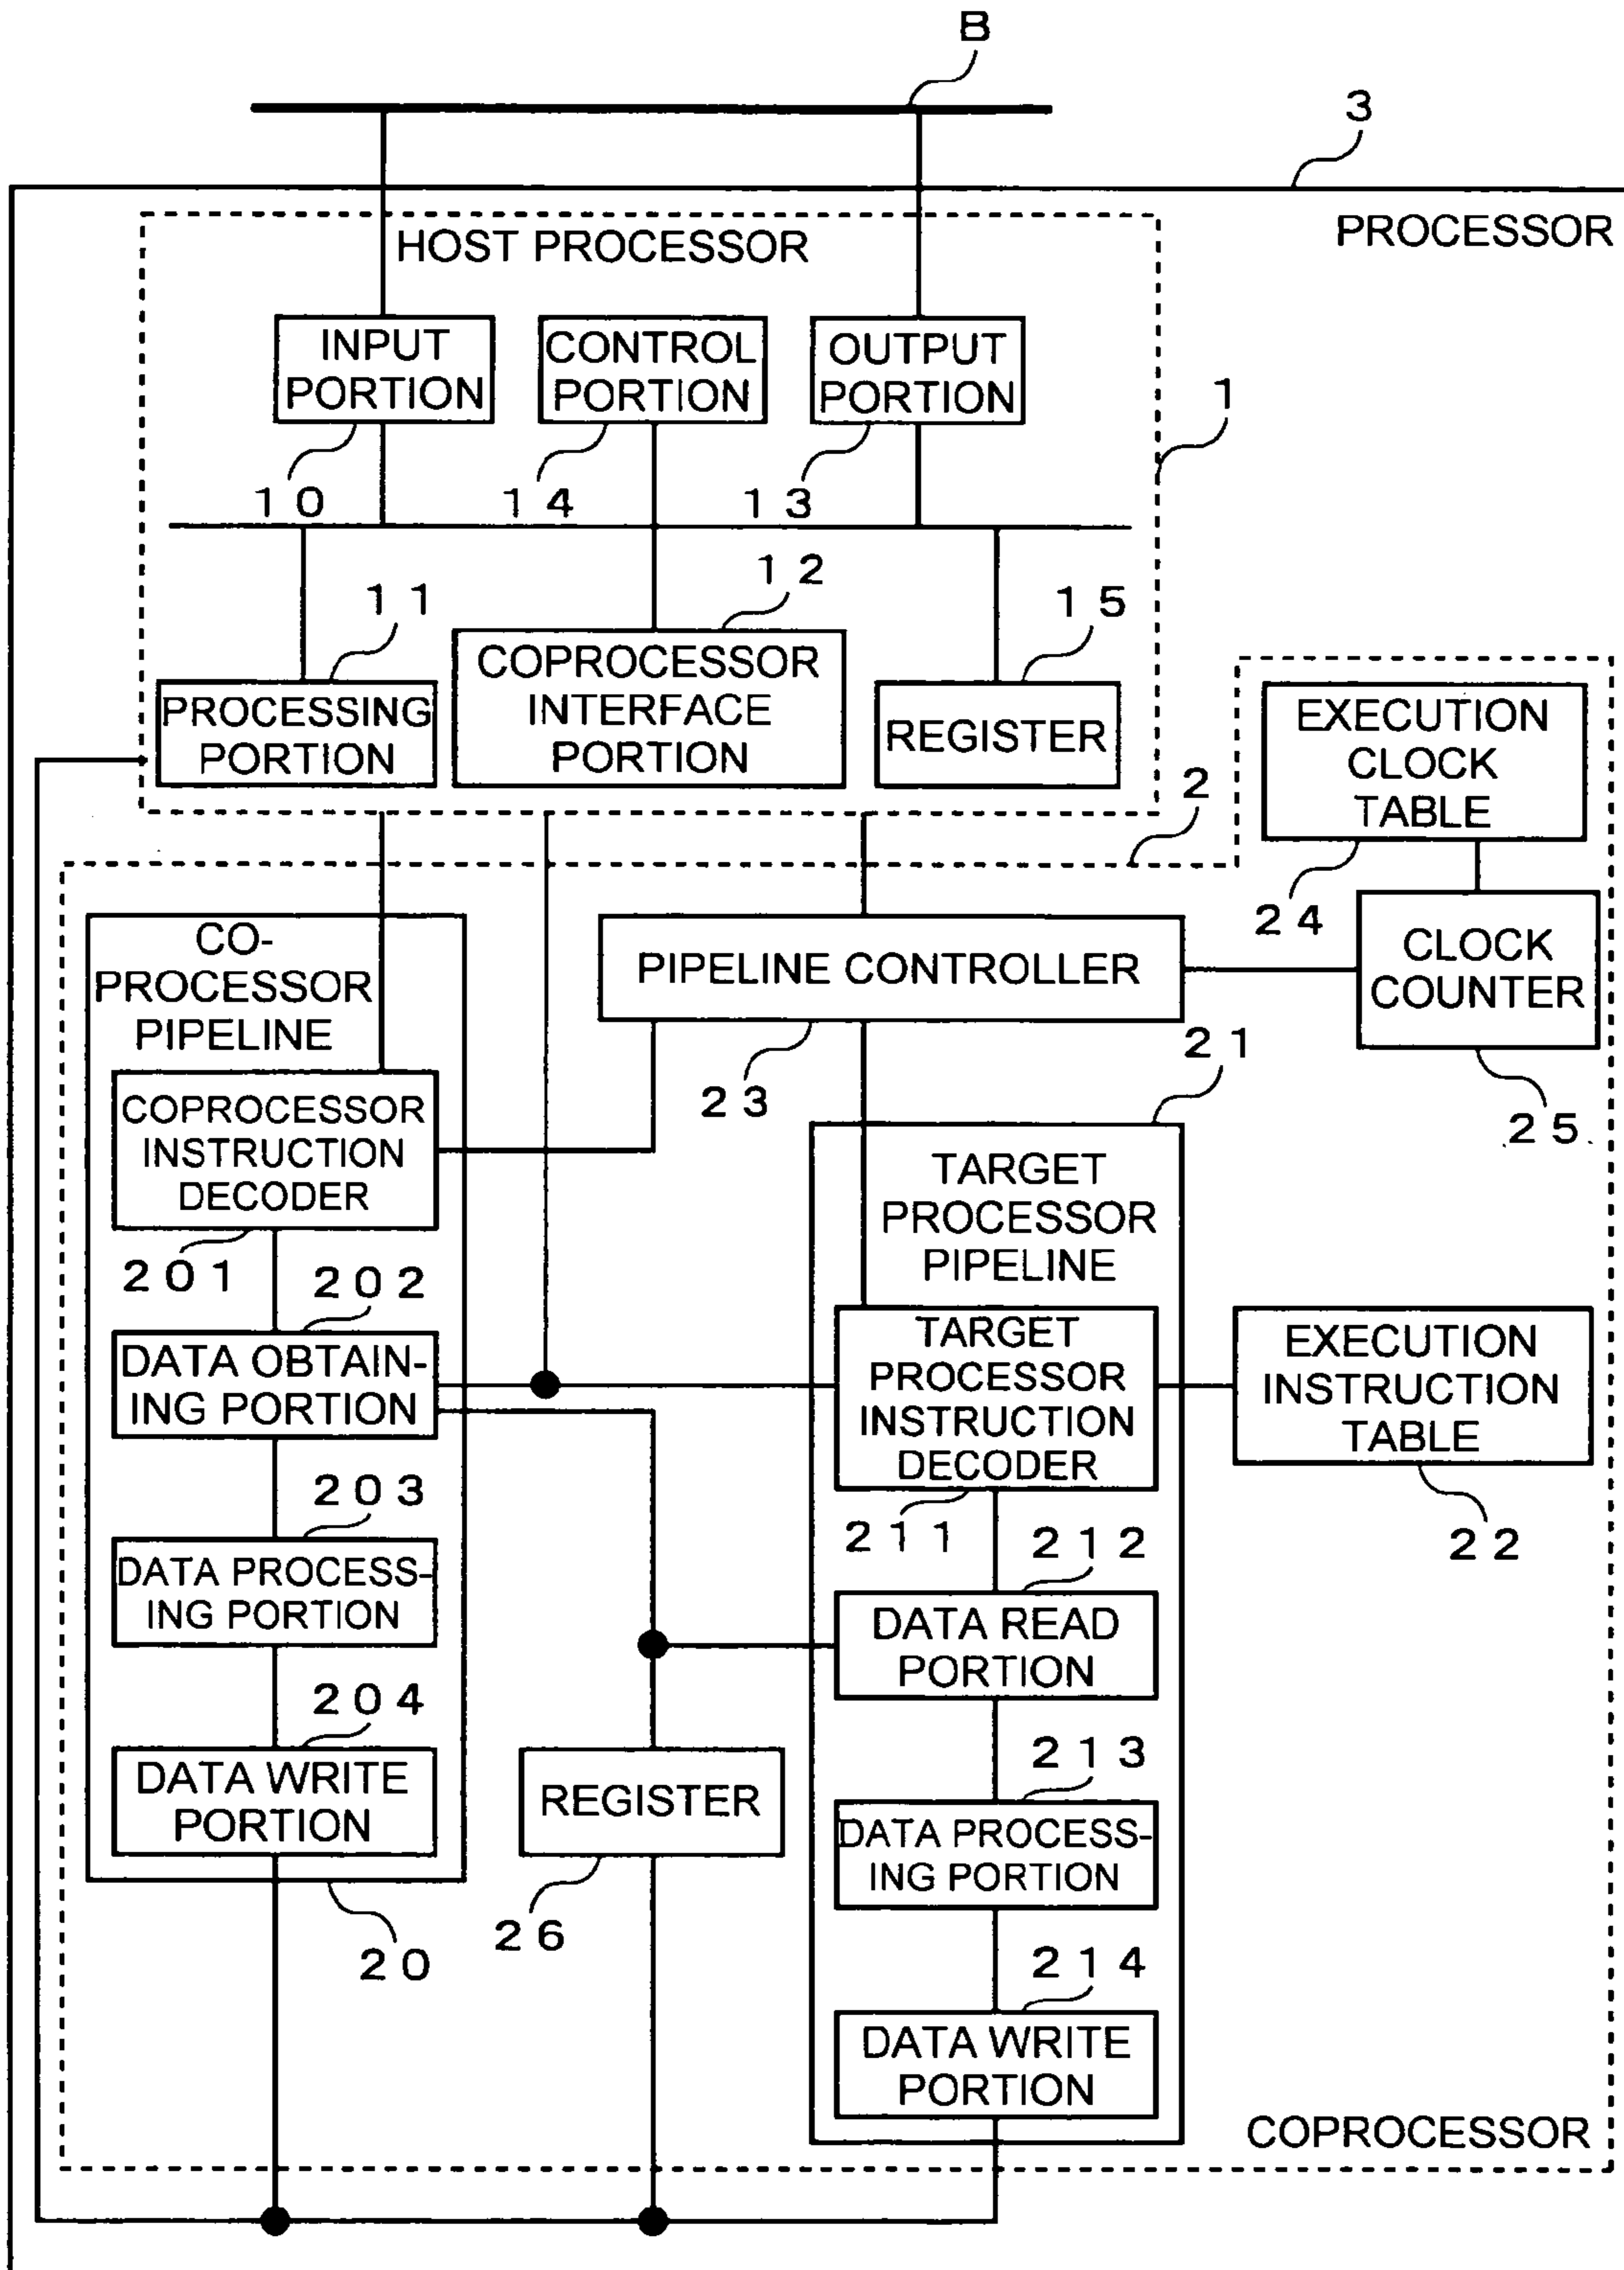 B
3
PROCESSOR
HOST PROCESSOR
INPUT
PORTION
CONTROL
PORTION
OUTPUT
PORTION
1
10
14
13
11
12
15
PROCESSING
PORTION
COPROCESSOR
INTERFACE
PORTION
REGISTER
2
EXECUTION
CLOCK
TABLE
24
CO-
PROCESSOR
PIPELINE
PIPELINE CONTROLLER
CLOCK
COUNTER
23
21
25
COPROCESSOR
INSTRUCTION
DECODER
201
202
TARGET
PROCESSOR
PIPELINE
DATA OBTAIN-
ING PORTION
TARGET
PROCESSOR
INSTRUCTION
DECODER
EXECUTION
INSTRUCTION
TABLE
203
211
212
22
DATA PROCESS-
ING PORTION
DATA READ
PORTION
204
213
DATA WRITE
PORTION
REGISTER
DATA PROCESS-
ING PORTION
20
26
214
DATA WRITE
PORTION
COPROCESSOR